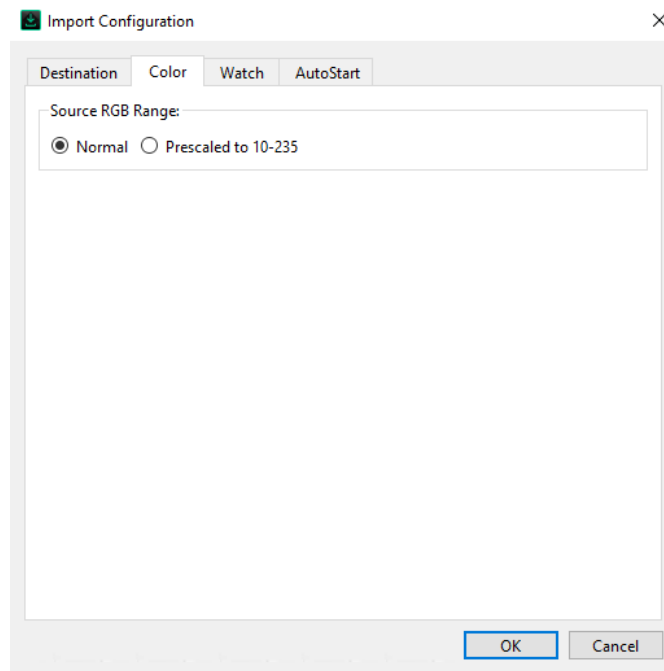 Import Configuration
Destination Color Watch AutoStart
Source RGB Range:
Normal Prescaled to 10-235
OK Cancel